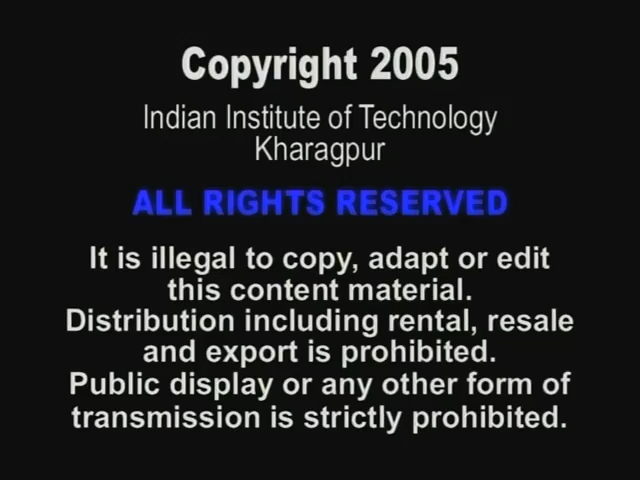 Copyright 2005
Indian Institute of Technology
Kharagpur
ALL RIGHTS RESERVED
It is illegal to copy, adapt or edit
this content material.
Distribution including rental, resale
and export is prohibited.
Public display or any other form of
transmission is strictly prohibited.